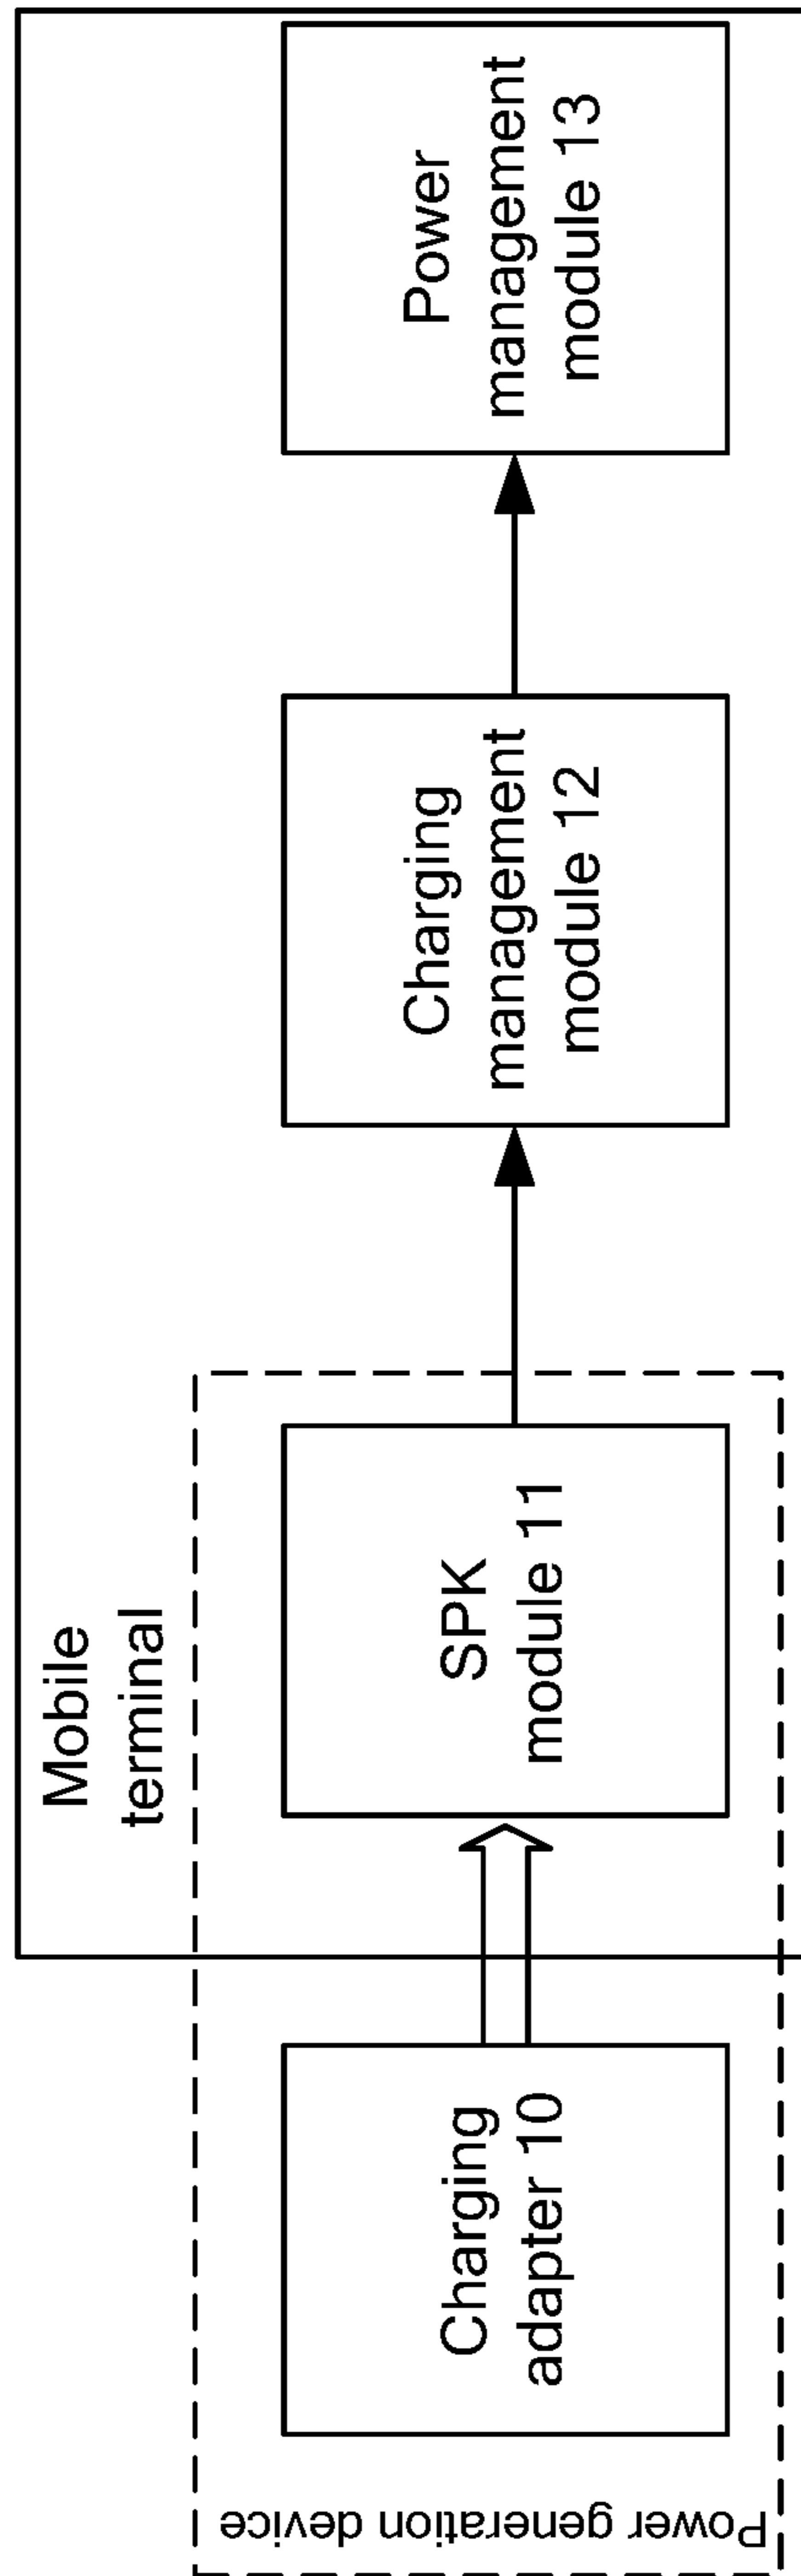 Mobile
terminal
Power generation device
Charging
adapter 10
SPK
module 11
Charging
management
module 12
Power
management
module 13